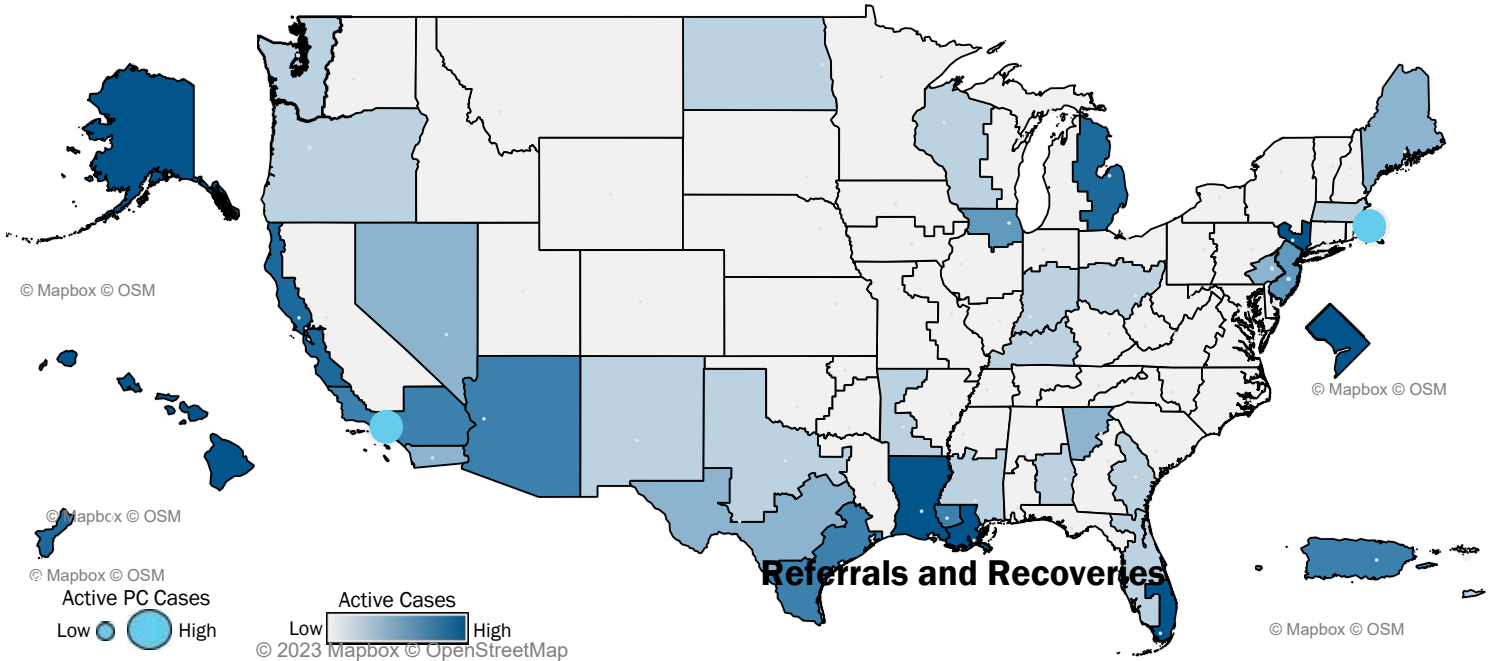 © Mapbox © OSM
© Mapbox © OSM
© Mapbox © OSM
© Mapbox © OSM
Referrals and Recoveries
Active PC Cases
Low
High
Active Cases
Low
High
© 2023 Mapbox © OpenStreetMap
© Mapbox © OSM